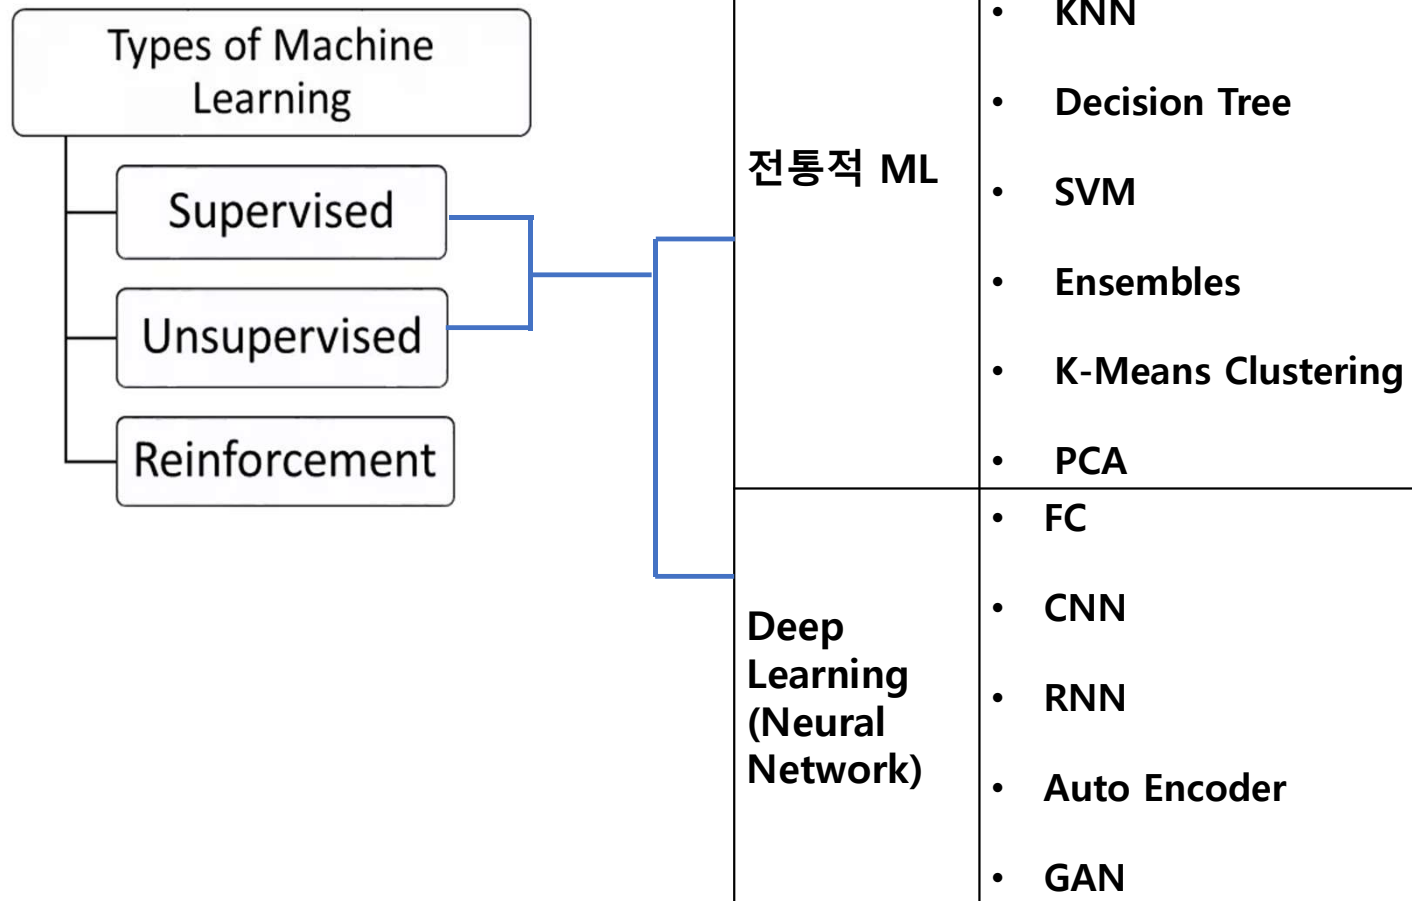 Types of Machine
Learning
Supervised
Unsupervised
Reinforcement
전통적 ML
• KNN
• Decision Tree
• SVM
• Ensembles
• K-Means Clustering
• PCA
Deep
Learning
(Neural
Network)
• FC
• CNN
• RNN
• Auto Encoder
• GAN